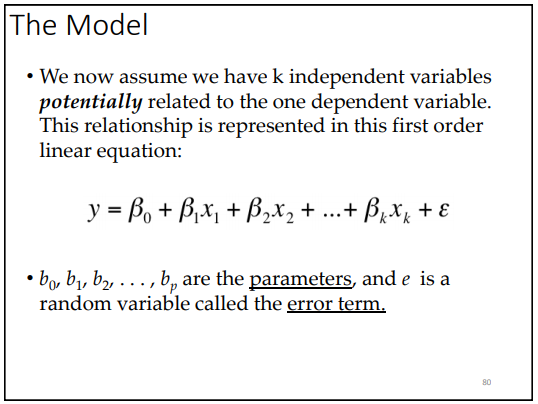 The Model
• We now assume we have k independent variables
potentially related to the one dependent variable.
This relationship is represented in this first order
linear equation:
y = β₀ + β₁x₁ + β₂x₂ + ...+ βₖxₖ + ε
• b₀, b₁, b₂, . . . , bₚ are the parameters, and e is a
random variable called the error term.
80